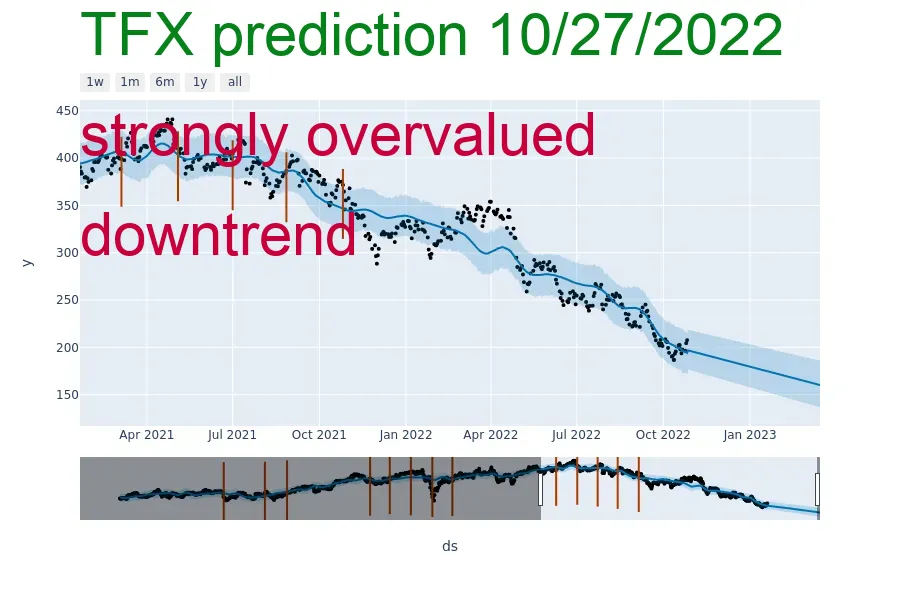 TFX prediction 10/27/2022
1w 1m 6m 1y all
450
strongly overvalued
400
350
downtrend
300
y
250
200
150
Apr 2021 Jul 2021 Oct 2021 Jan 2022 Apr 2022 Jul 2022 Oct 2022 Jan 2023
ds